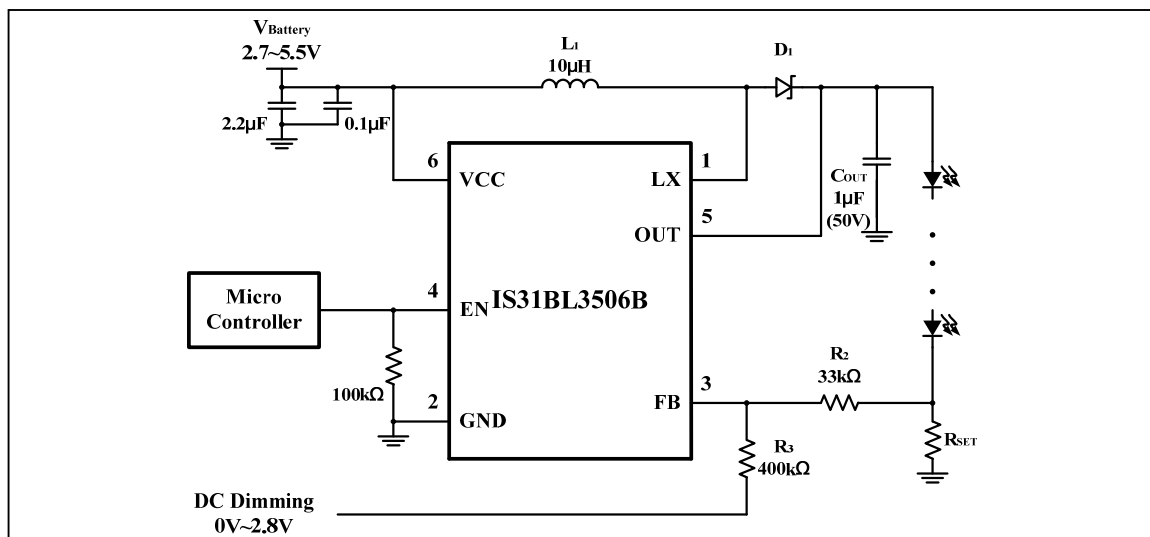 VBattery
2.7~5.5V
2.2µF
0.1µF
L1
10µH
D1
6
VCC
1
LX
COUT
1µF
(50V)
5
OUT
Micro
Controller
4
EN
IS31BL3506B
100kΩ
2
GND
3
FB
R2
33kΩ
RSET
R3
400kΩ
DC Dimming
0V~2.8V